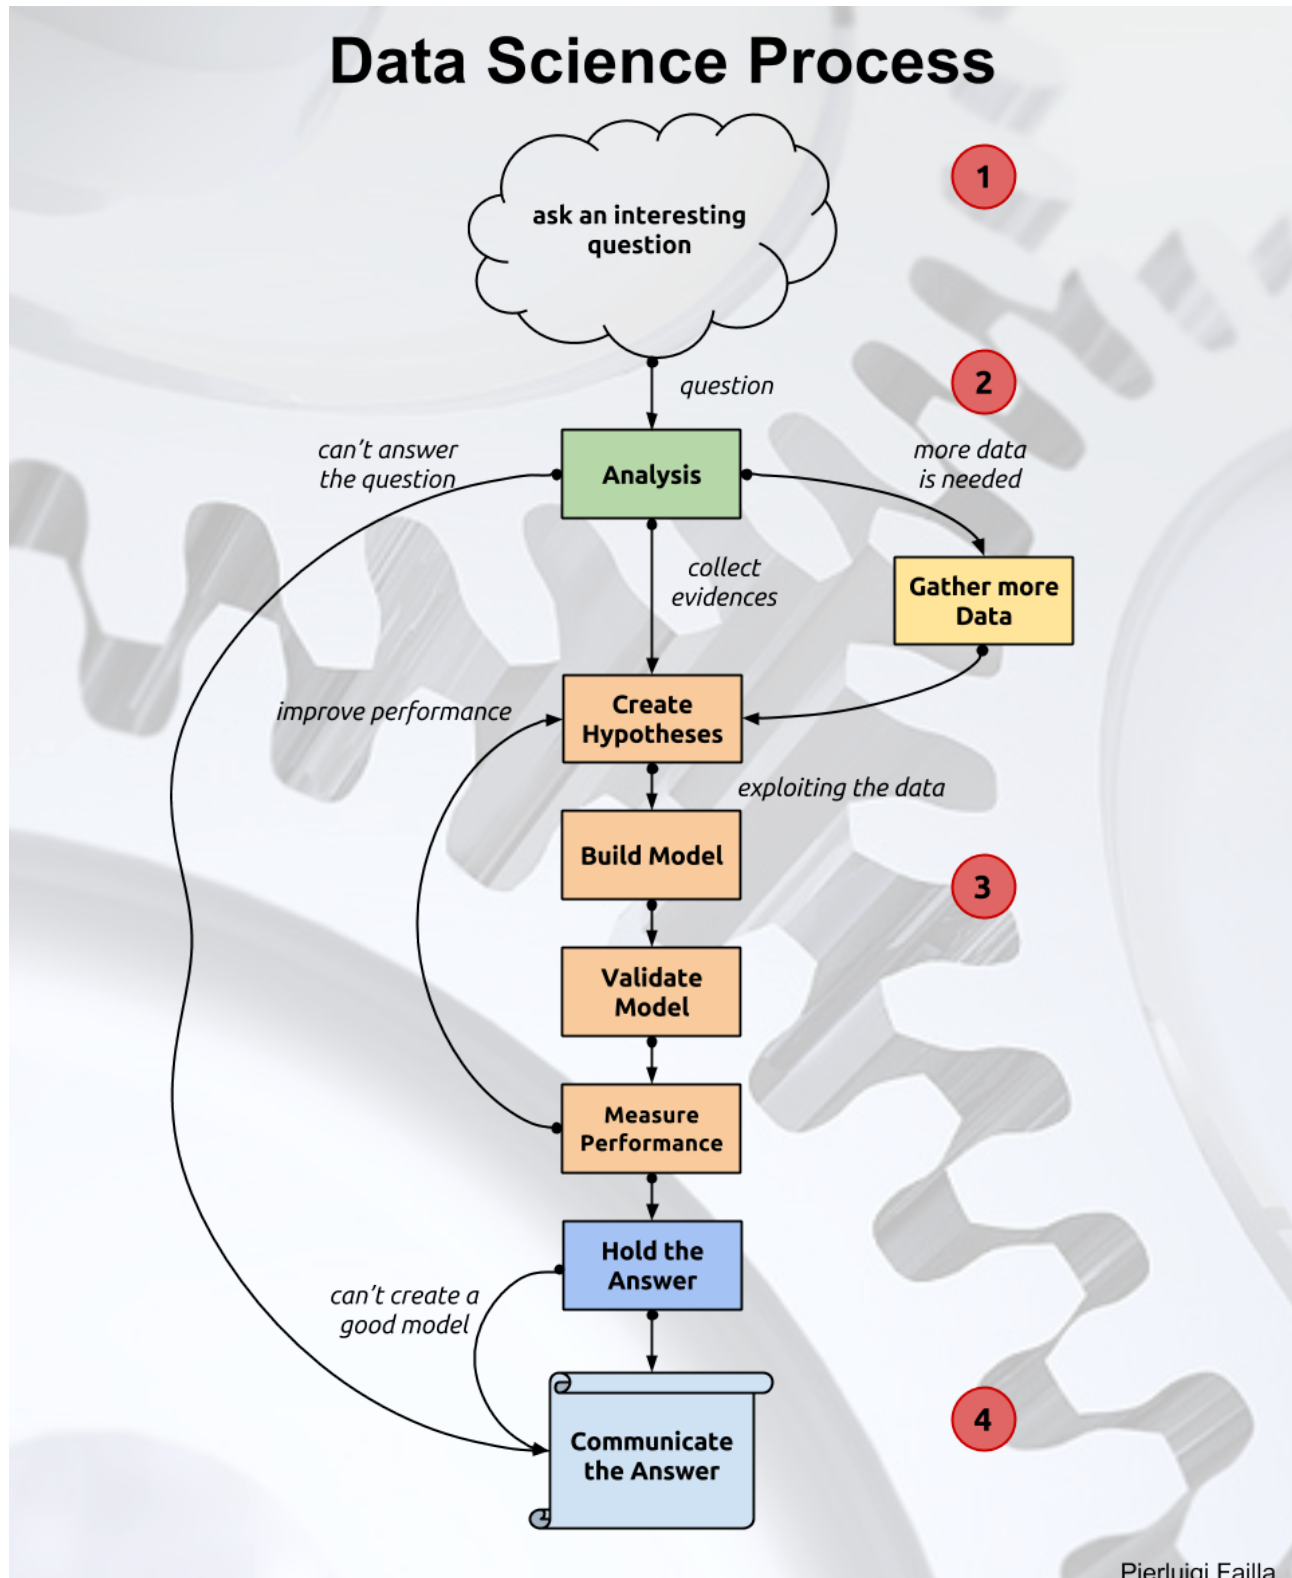 Data Science Process
1
ask an interesting
question
2
question
can't answer
the question
Analysis
more data
is needed
collect
evidences
Gather more
Data
improve performance
Create
Hypotheses
exploiting the data
Build Model
3
Validate
Model
Measure
Performance
Hold the
Answer
can't create a
good model
4
Communicate
the Answer
Pierluigi Failla